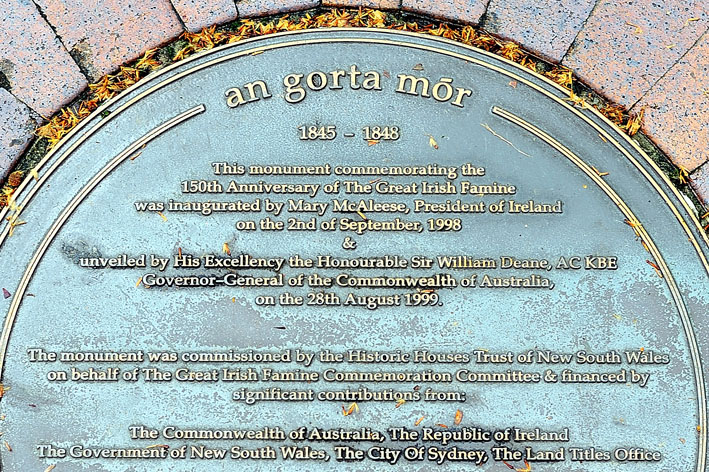 an gorta mōr
1845 – 1848
This monument commemorating the
150th Anniversary of The Great Irish Famine
was inaugurated by Mary McAleese, President of Ireland
on the 2nd of September, 1998
&
unveiled by His Excellency the Honourable Sir William Deane, AC KBE
Governor–General of the Commonwealth of Australia,
on the 28th August 1999.
The monument was commissioned by the Historic Houses Trust of New South Wales
on behalf of The Great Irish Famine Commemoration Committee & financed by
significant contributions from:
The Commonwealth of Australia, The Republic of Ireland
The Government of New South Wales, The City Of Sydney, The Land Titles Office